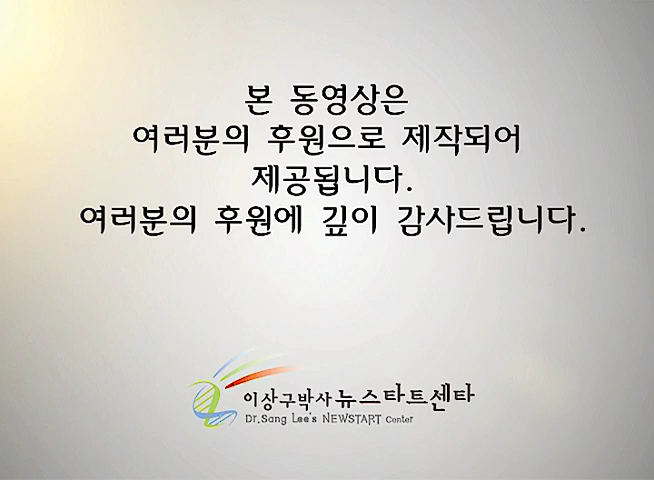 본 동영상은
여러분의 후원으로 제작되어
제공됩니다.
여러분의 후원에 깊이 감사드립니다.
이상구박사뉴스타트센타
Dr.Sang Lee's NEWSTART Center